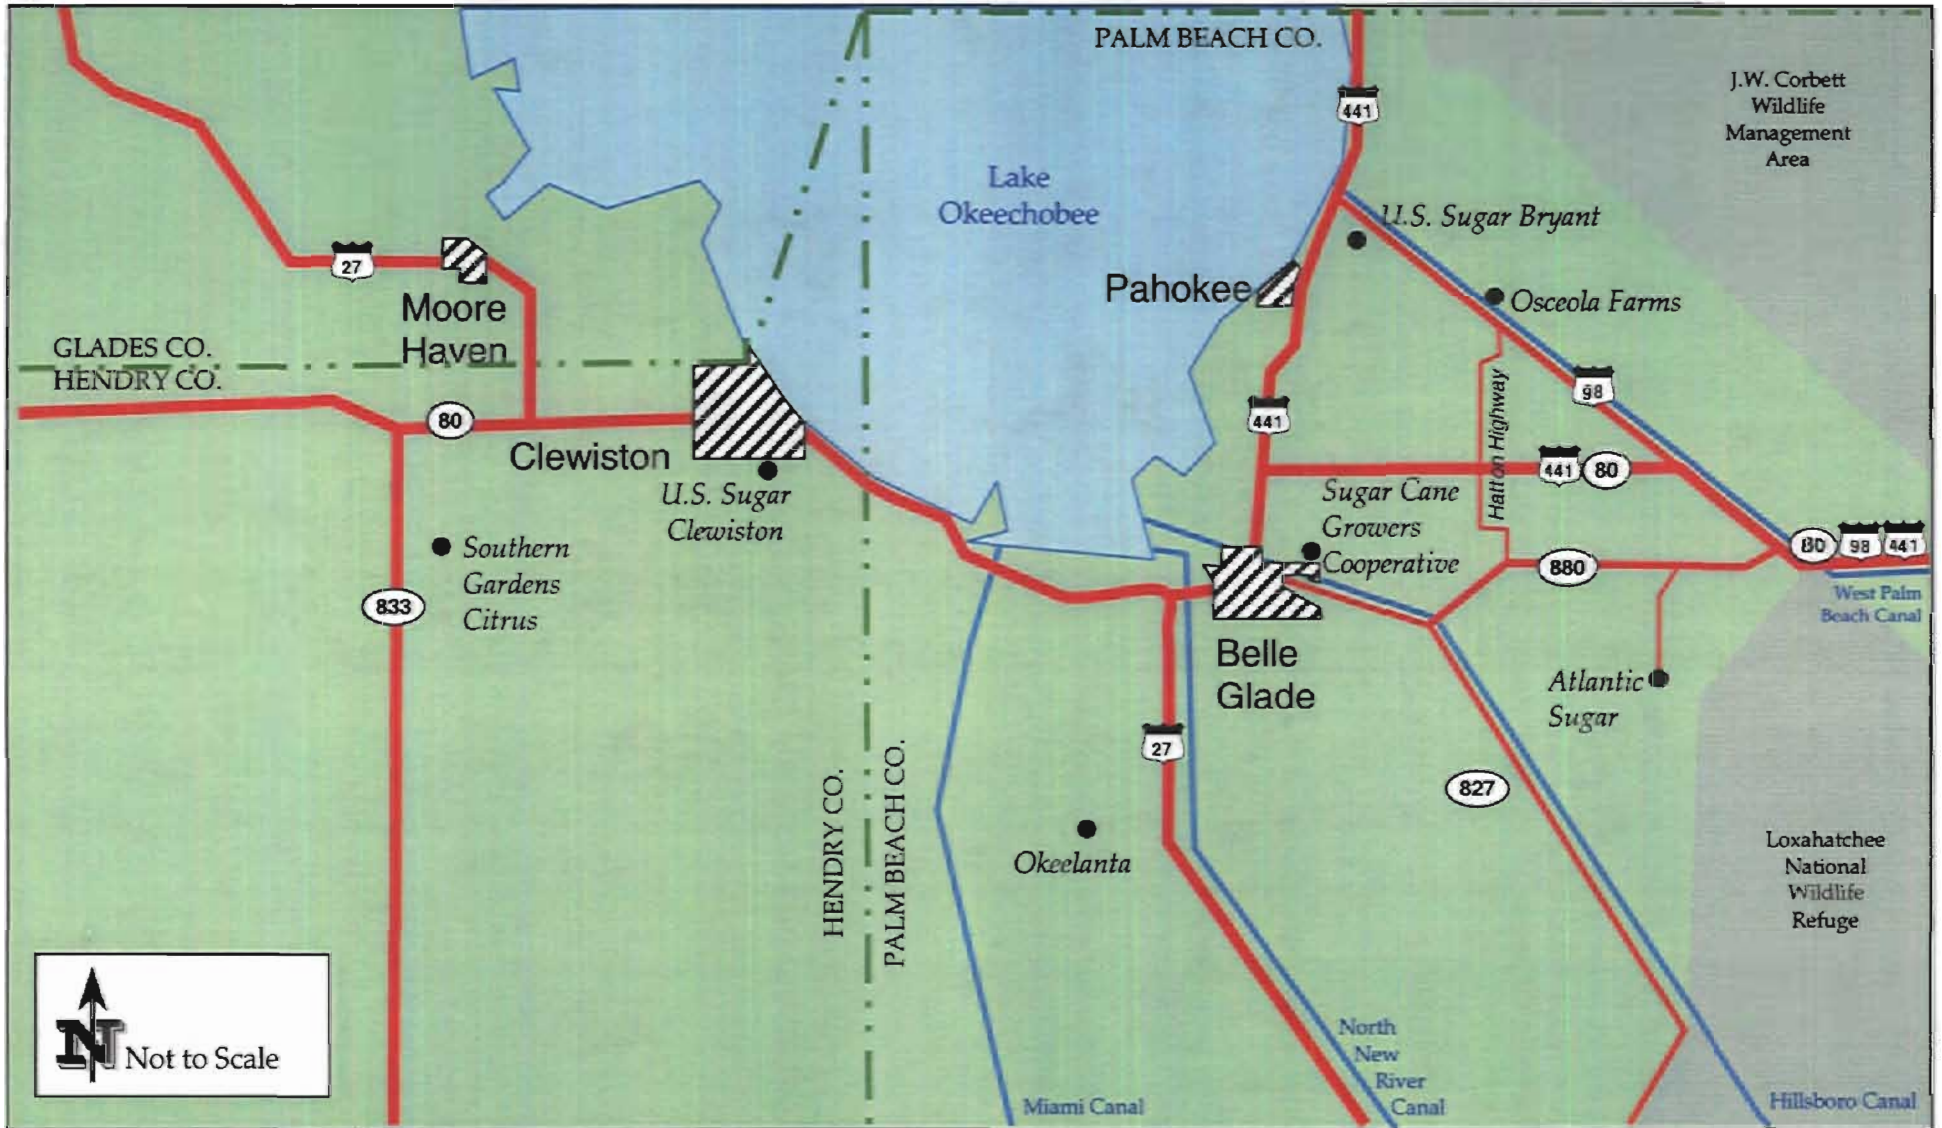 PALM BEACH CO.
J.W. Corbett
Wildlife
Management
Area
441
Lake
Okeechobee
U.S. Sugar Bryant
27
Pahokee
Osceola Farms
Moore
Haven
GLADES CO.
HENDRY CO.
98
80
441
Hatton Highway
Clewiston
441
80
U.S. Sugar
Clewiston
Sugar Cane
Growers
Cooperative
Southern
Gardens
Citrus
80
98
441
880
833
West Palm
Beach Canal
Belle
Glade
Atlantic
Sugar
27
827
HENDRY CO.
PALM BEACH CO.
Okeelanta
Loxahatchee
National
Wildlife
Refuge
N
Not to Scale
North
New
River
Canal
Miami Canal
Hillsboro Canal